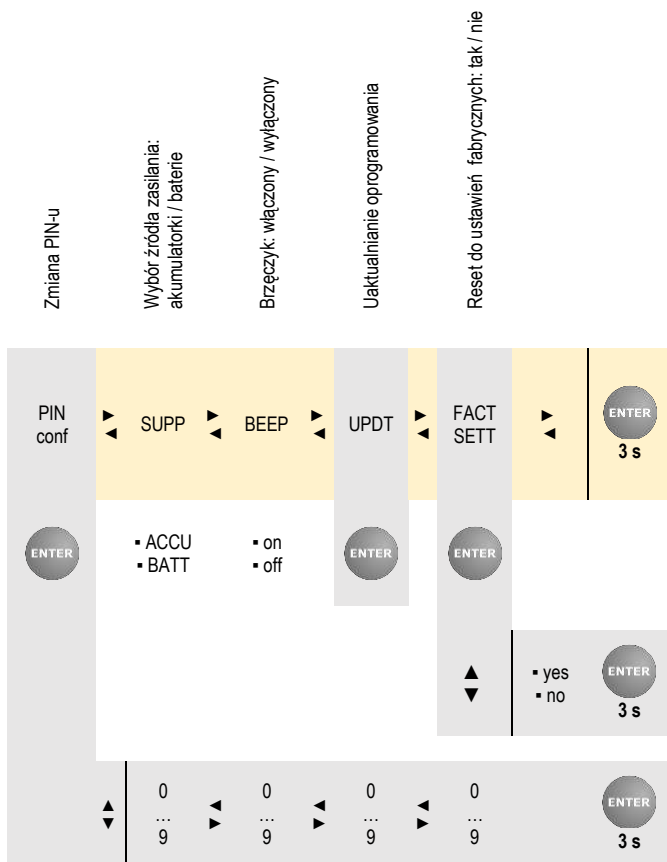 Zmiana PIN-u
Wybór źródła zasilania:
akumulatorki / baterie
Brzęczyk: włączony / wyłączony
Uaktualnianie oprogramowania
Reset do ustawień fabrycznych: tak / nie
PIN
conf
SUPP
BEEP
UPDT
FACT
SETT
ENTER
3 s
ENTER
▪ ACCU
▪ BATT
▪ on
▪ off
ENTER
ENTER
▪ yes
▪ no
ENTER
3 s
0
…
9
0
…
9
0
…
9
0
…
9
ENTER
3 s